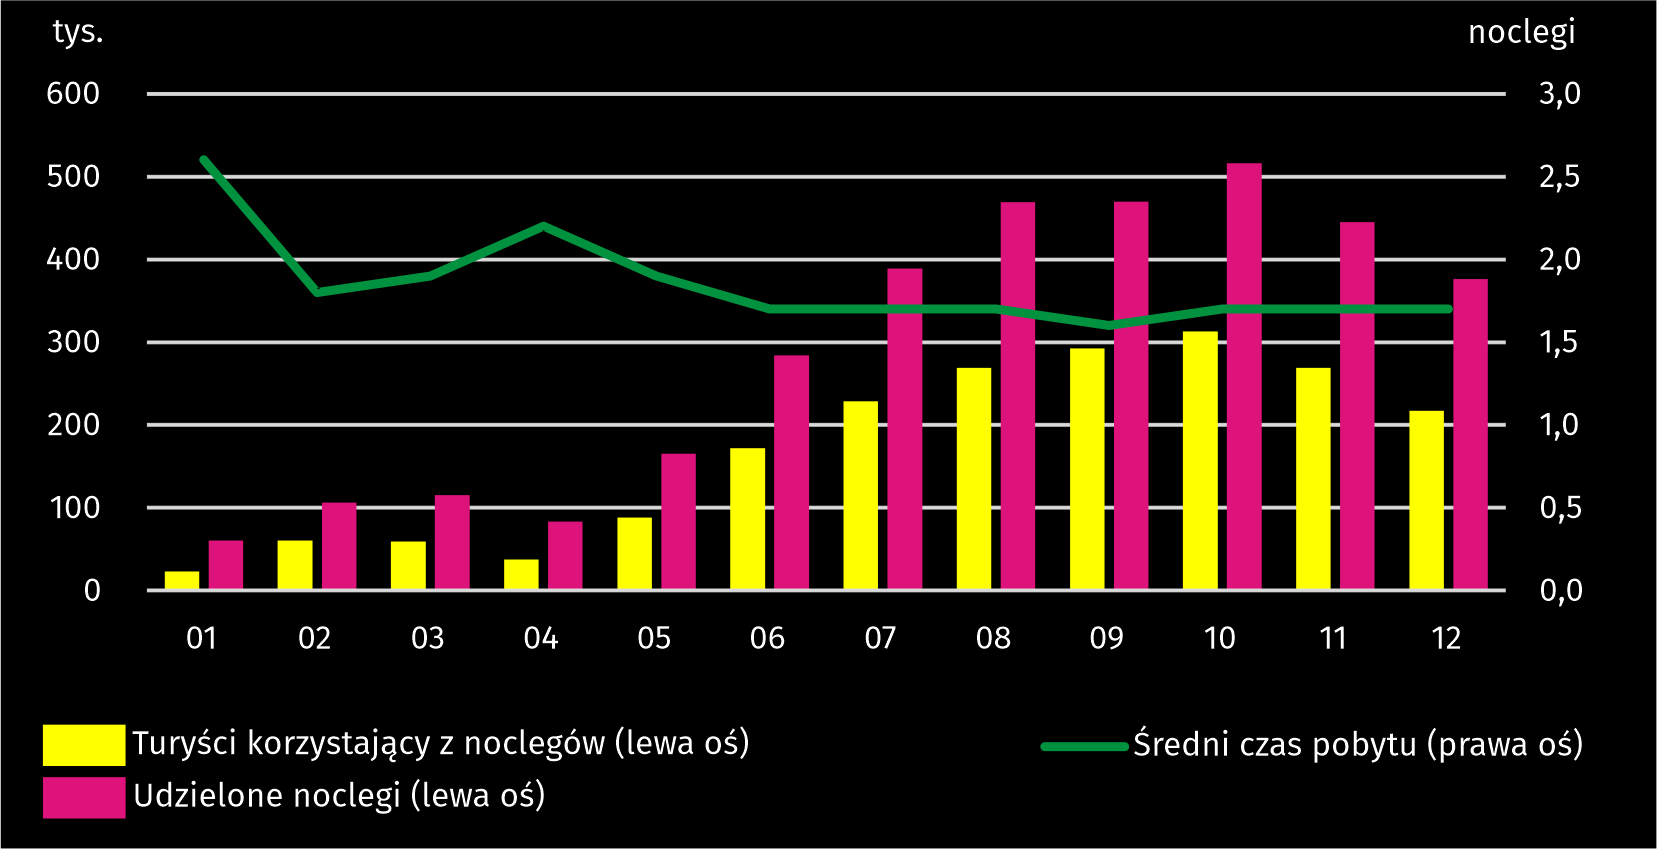 tys. noclegi
600 3,0
500 2,5
400 2,0
300 1,5
200 1,0
100 0,5
0 0,0
01 02 03 04 05 06 07 08 09 10 11 12
Turyści korzystający z noclegów (lewa oś) Średni czas pobytu (prawa oś)
Udzielone noclegi (lewa oś)